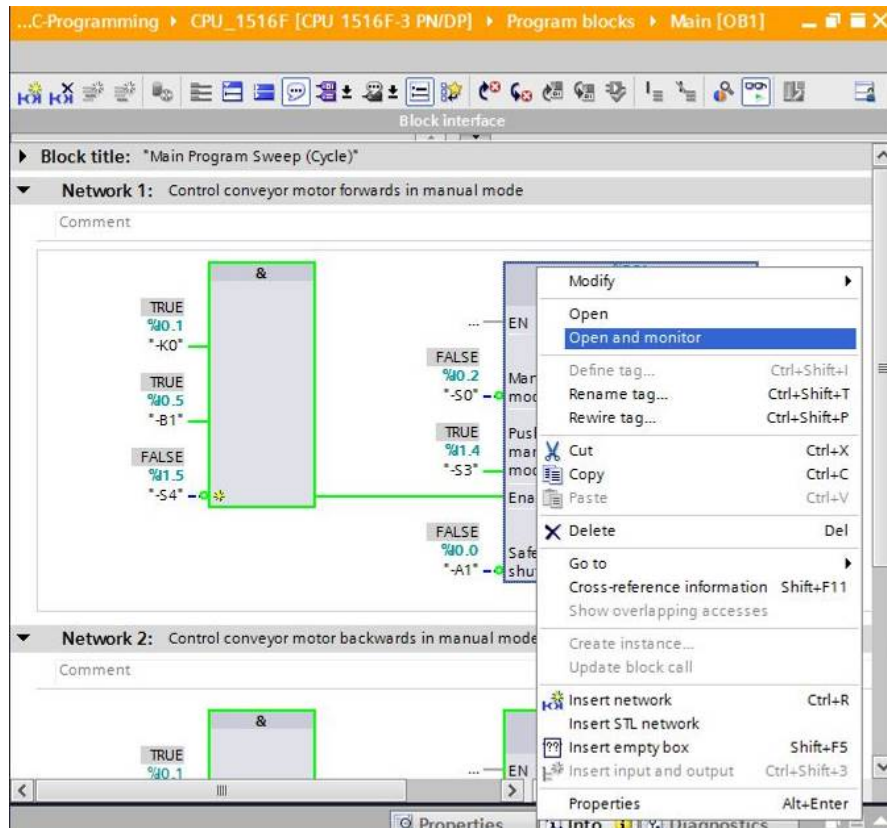 ...C-Programming ▸ CPU_1516F [CPU 1516F-3 PN/DP] ▸ Program blocks ▸ Main [OB1]
Block interface
Block title: "Main Program Sweep (Cycle)"
Network 1: Control conveyor motor forwards in manual mode
Comment
&
TRUE
%I0.1
"-K0"
TRUE
%I0.5
"-B1"
FALSE
%I1.5
"-S4"
... EN
FALSE
%I0.2
"-S0"
TRUE
%I1.4
"-S3"
FALSE
%I0.0
"-A1"
Modify
Open
Open and monitor
Define tag... Ctrl+Shift+I
Rename tag... Ctrl+Shift+T
Rewire tag... Ctrl+Shift+P
Cut Ctrl+X
Copy Ctrl+C
Paste Ctrl+V
Delete Del
Go to
Cross-reference information Shift+F11
Show overlapping accesses
Create instance...
Update block call
Insert network Ctrl+R
Insert STL network
Insert empty box Shift+F5
Insert input and output Ctrl+Shift+3
Properties Alt+Enter
Network 2: Control conveyor motor backwards in manual mode
Comment
&
TRUE
%I0.1
... EN
Properties Info Diagnostics